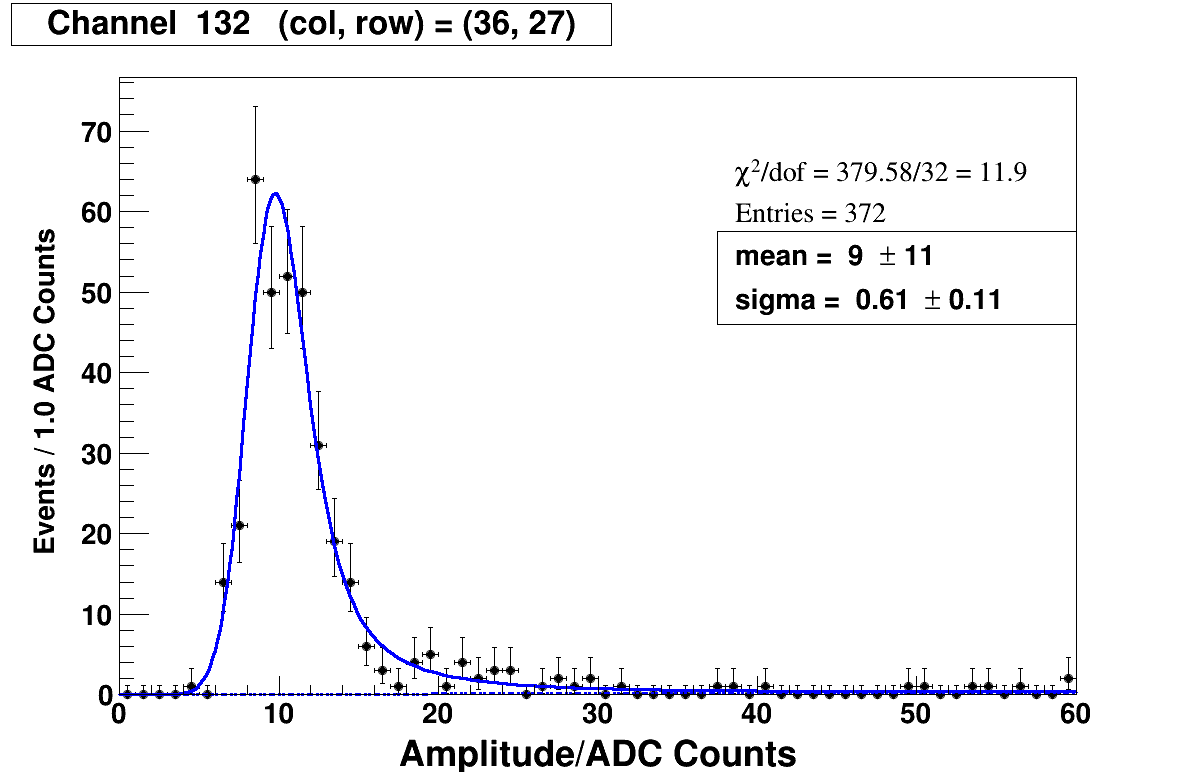 Channel 132 (col, row) = (36, 27)
χ²/dof = 379.58/32 = 11.9
Entries = 372
mean = 9 ± 11
sigma = 0.61 ± 0.11
Events / 1.0 ADC Counts
70
60
50
40
30
20
10
0
0 10 20 30 40 50 60
Amplitude/ADC Counts